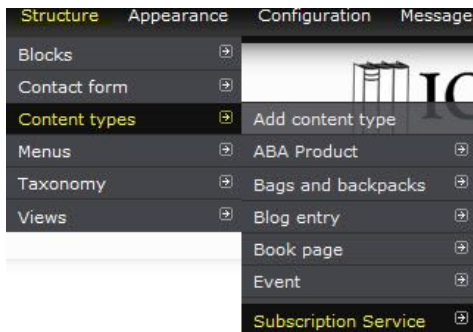 Structure Appearance Configuration Message
Blocks
Contact form
Content types
Menus
Taxonomy
Views
IC
Add content type
ABA Product
Bags and backpacks
Blog entry
Book page
Event
Subscription Service